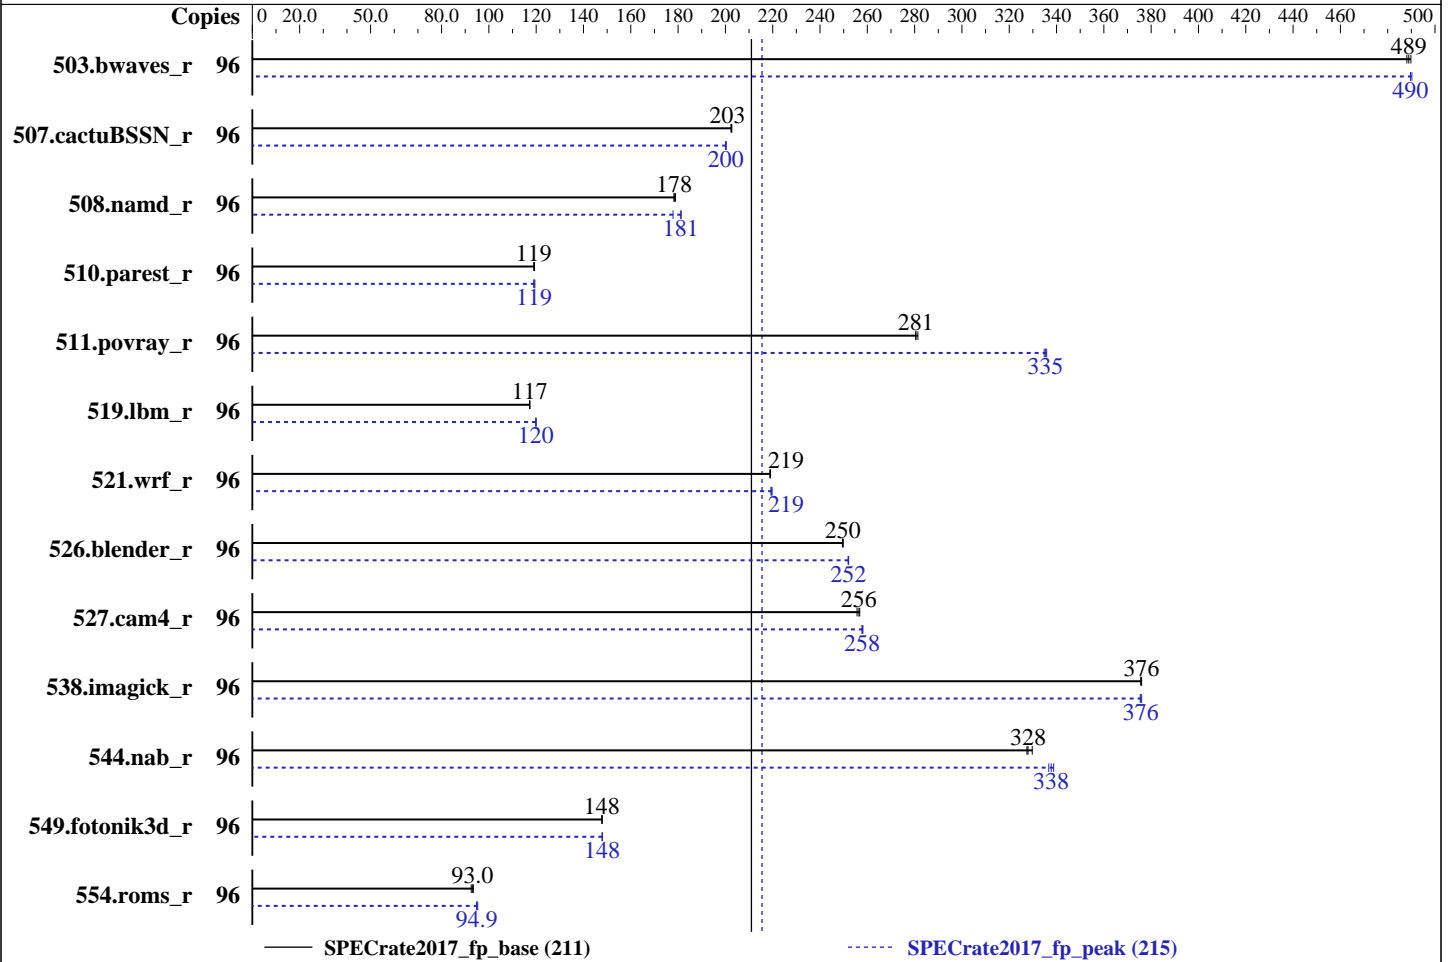 Copies 0 20.0 50.0 80.0 100 120 140 160 180 200 220 240 260 280 300 320 340 360 380 400 420 440 460 500
503.bwaves_r 96 489
490
507.cactuBSSN_r 96 203
200
508.namd_r 96 178
181
510.parest_r 96 119
119
511.povray_r 96 281
335
519.lbm_r 96 117
120
521.wrf_r 96 219
219
526.blender_r 96 250
252
527.cam4_r 96 256
258
538.imagick_r 96 376
376
544.nab_r 96 328
338
549.fotonik3d_r 96 148
148
554.roms_r 96 93.0
94.9
SPECrate2017_fp_base (211) SPECrate2017_fp_peak (215)